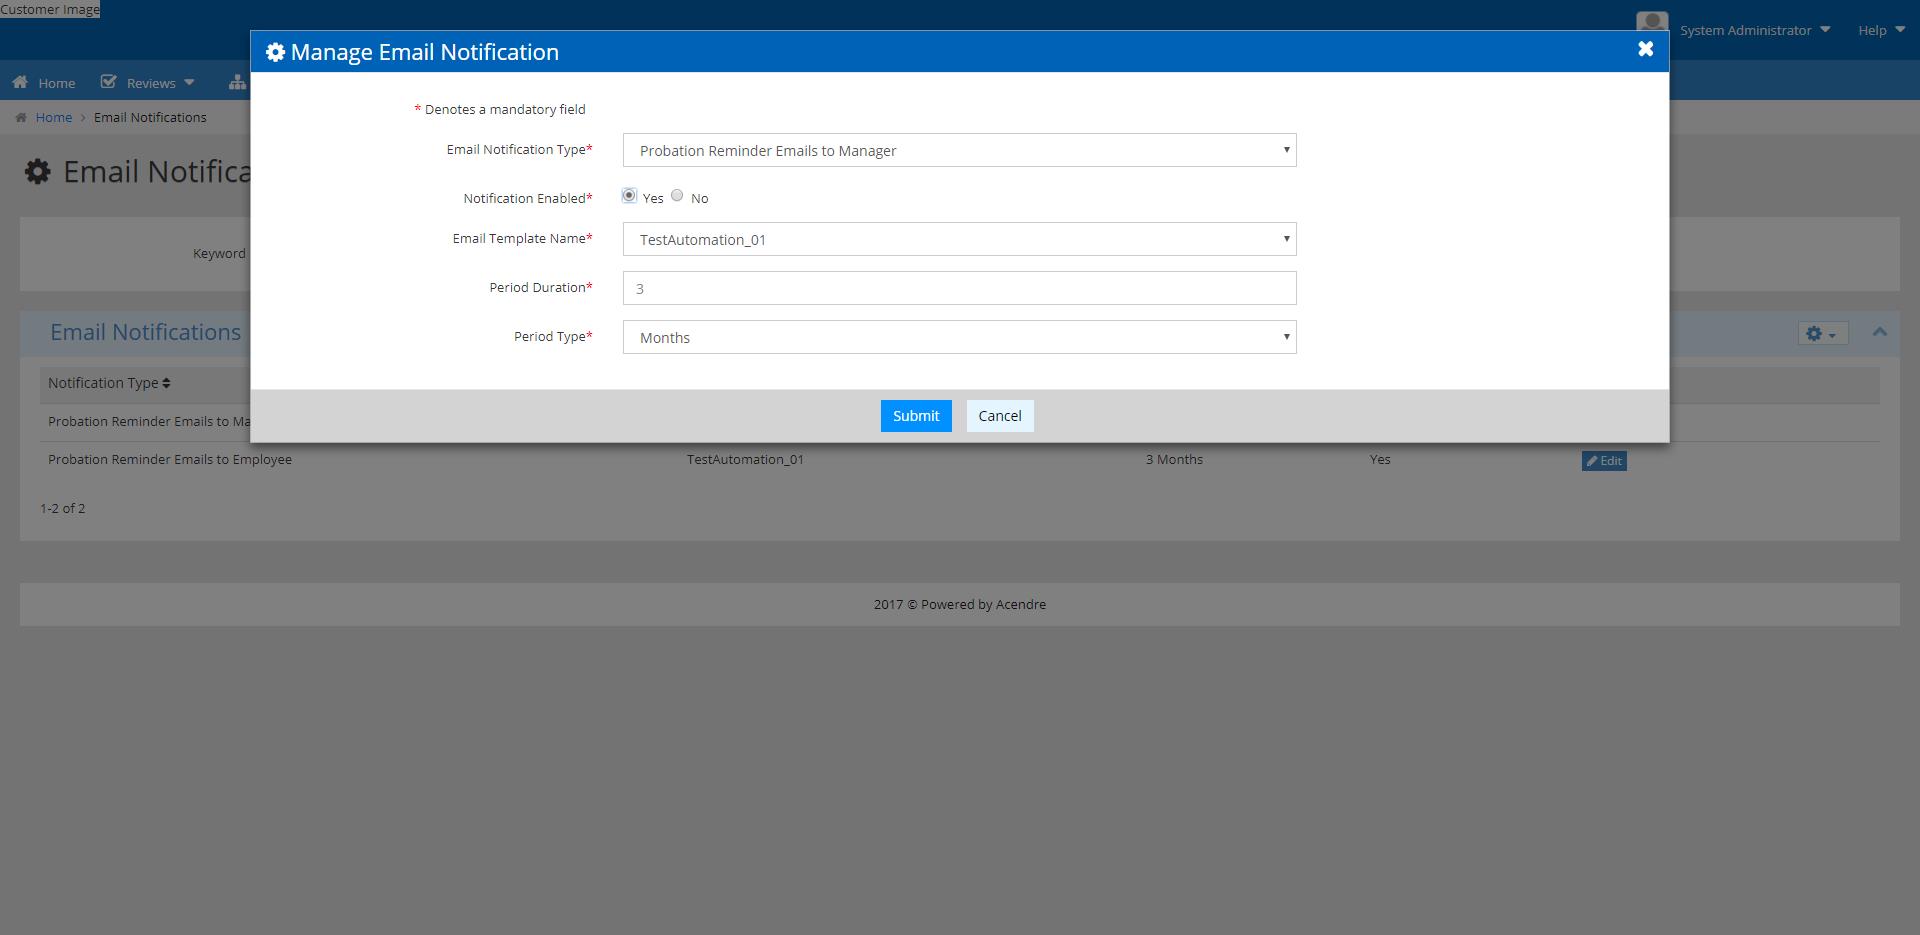 Customer Image
System Administrator Help
Manage Email Notification
Home Reviews
Home > Email Notifications
* Denotes a mandatory field
Email Notification Type* Probation Reminder Emails to Manager
Email Notifica
Notification Enabled* Yes No
Email Template Name* TestAutomation_01
Keyword
Period Duration* 3
Period Type* Months
Email Notifications
Notification Type
Submit Cancel
Probation Reminder Emails to Ma
Probation Reminder Emails to Employee TestAutomation_01 3 Months Yes Edit
1-2 of 2
2017 © Powered by Acendre